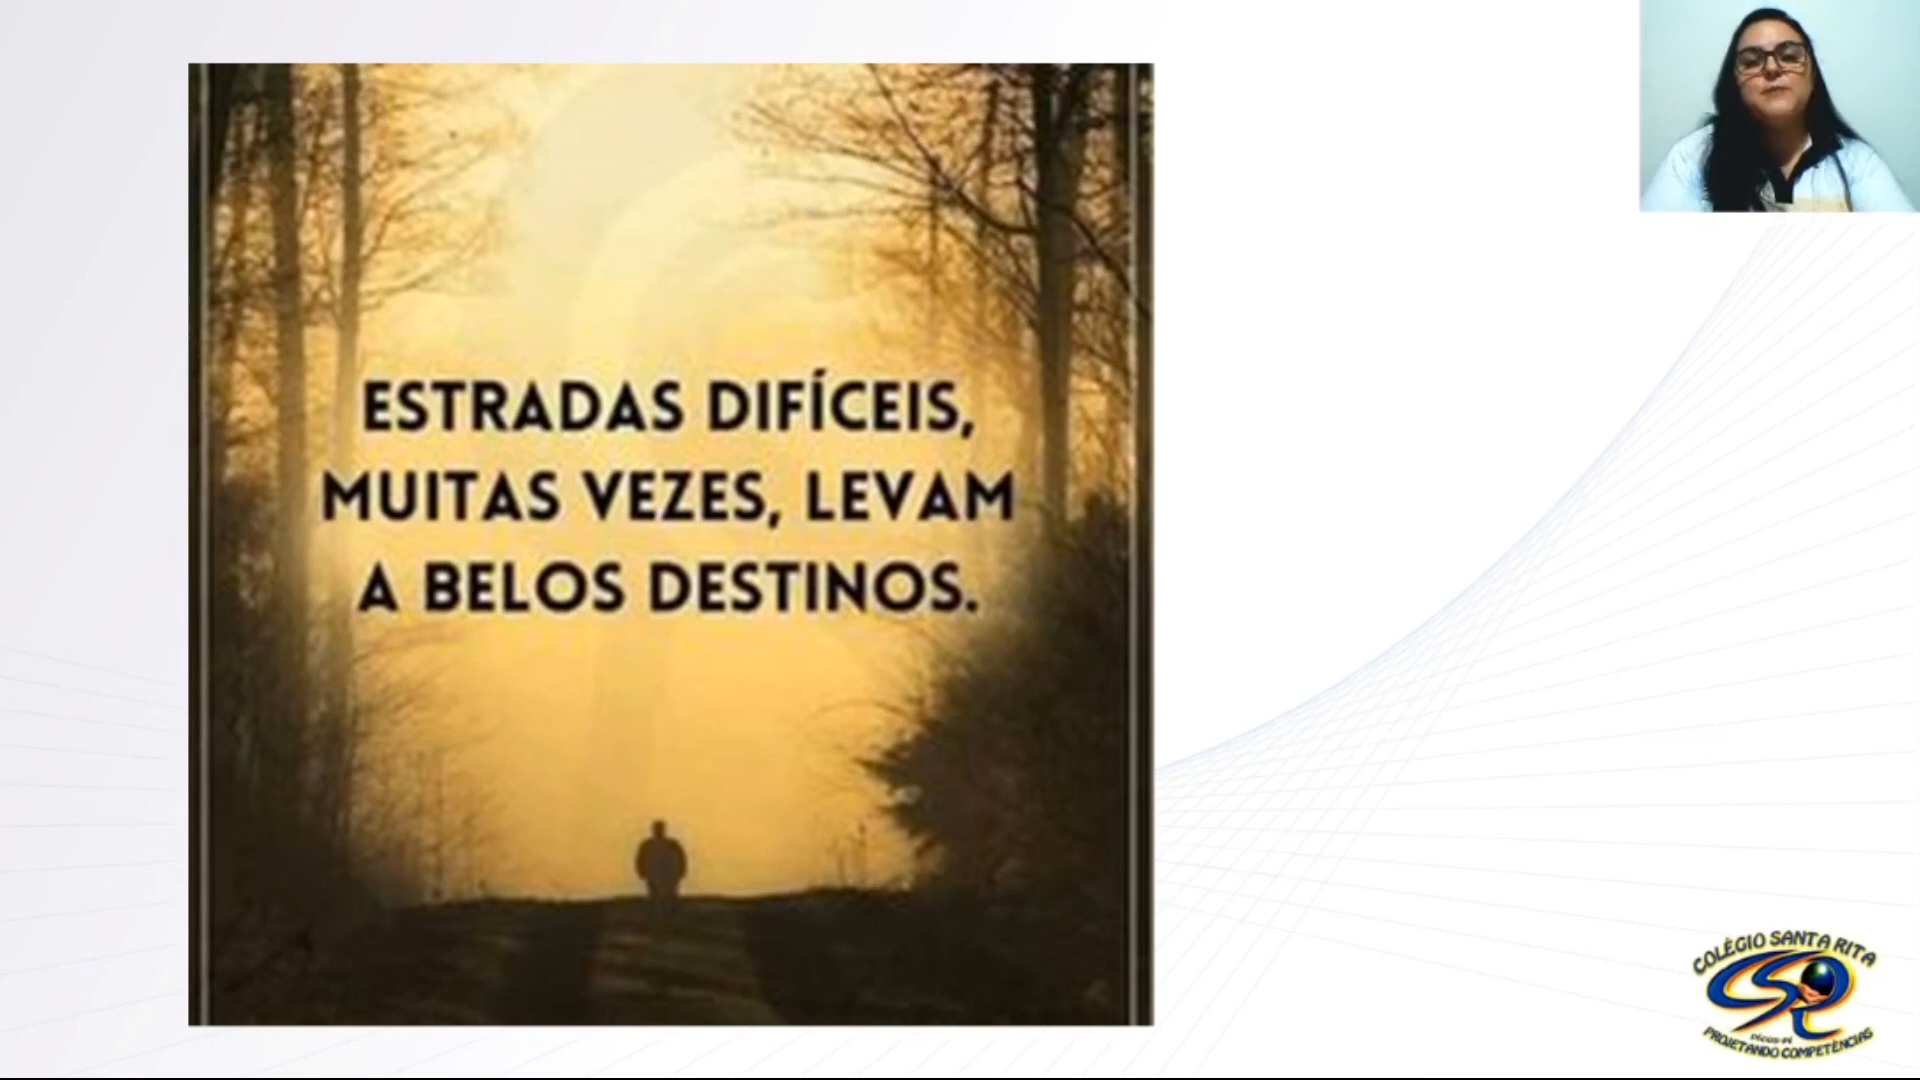 ESTRADAS DIFÍCEIS,
MUITAS VEZES, LEVAM
A BELOS DESTINOS.
COLÉGIO SANTA RITA
PROJETANDO COMPETÊNCIAS